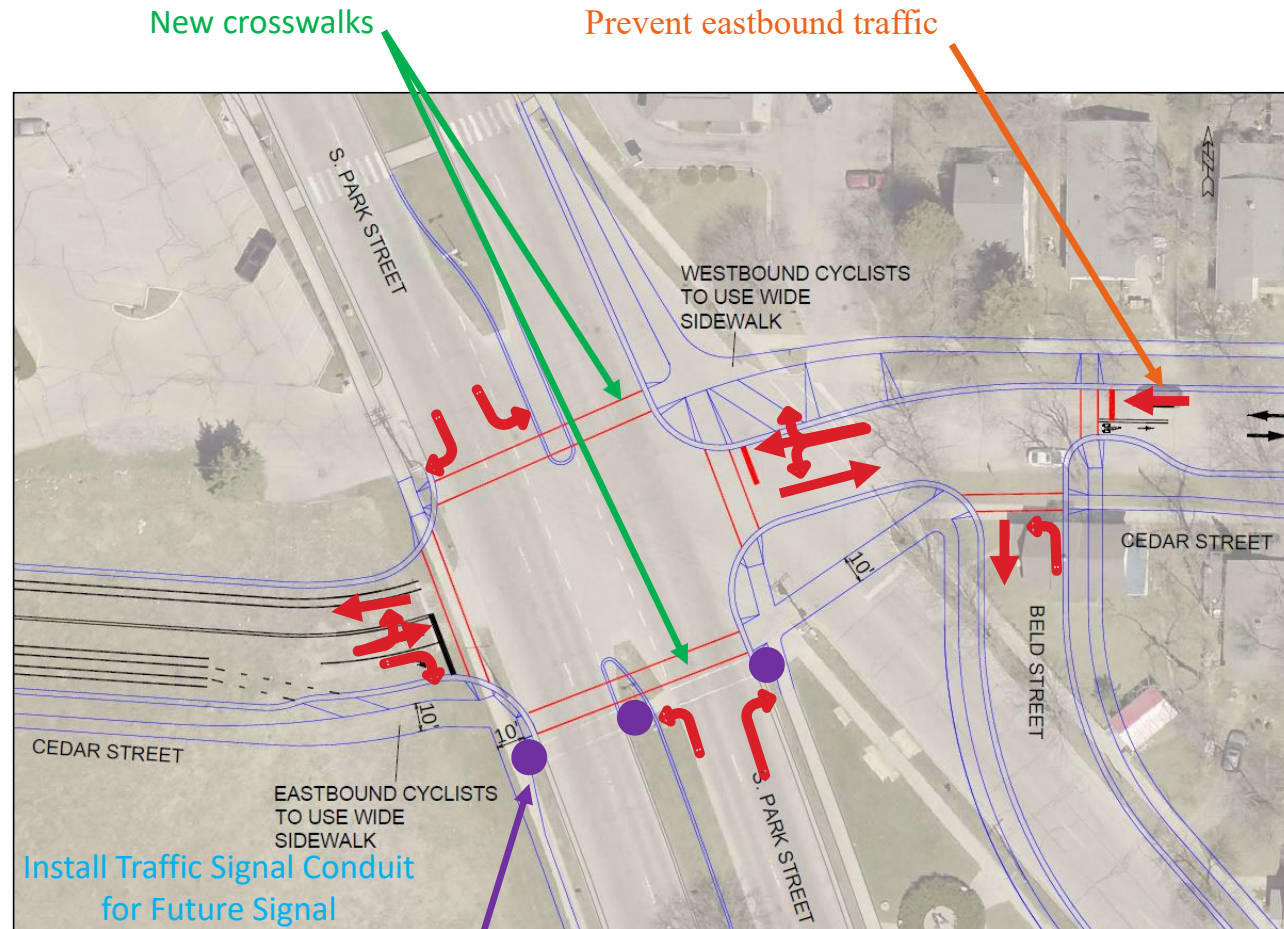 New crosswalks
Prevent eastbound traffic
S. PARK STREET
WESTBOUND CYCLISTS
TO USE WIDE
SIDEWALK
CEDAR STREET
10'
BELD STREET
10'
10'
CEDAR STREET
EASTBOUND CYCLISTS
TO USE WIDE
SIDEWALK
S. PARK STREET
Install Traffic Signal Conduit
for Future Signal